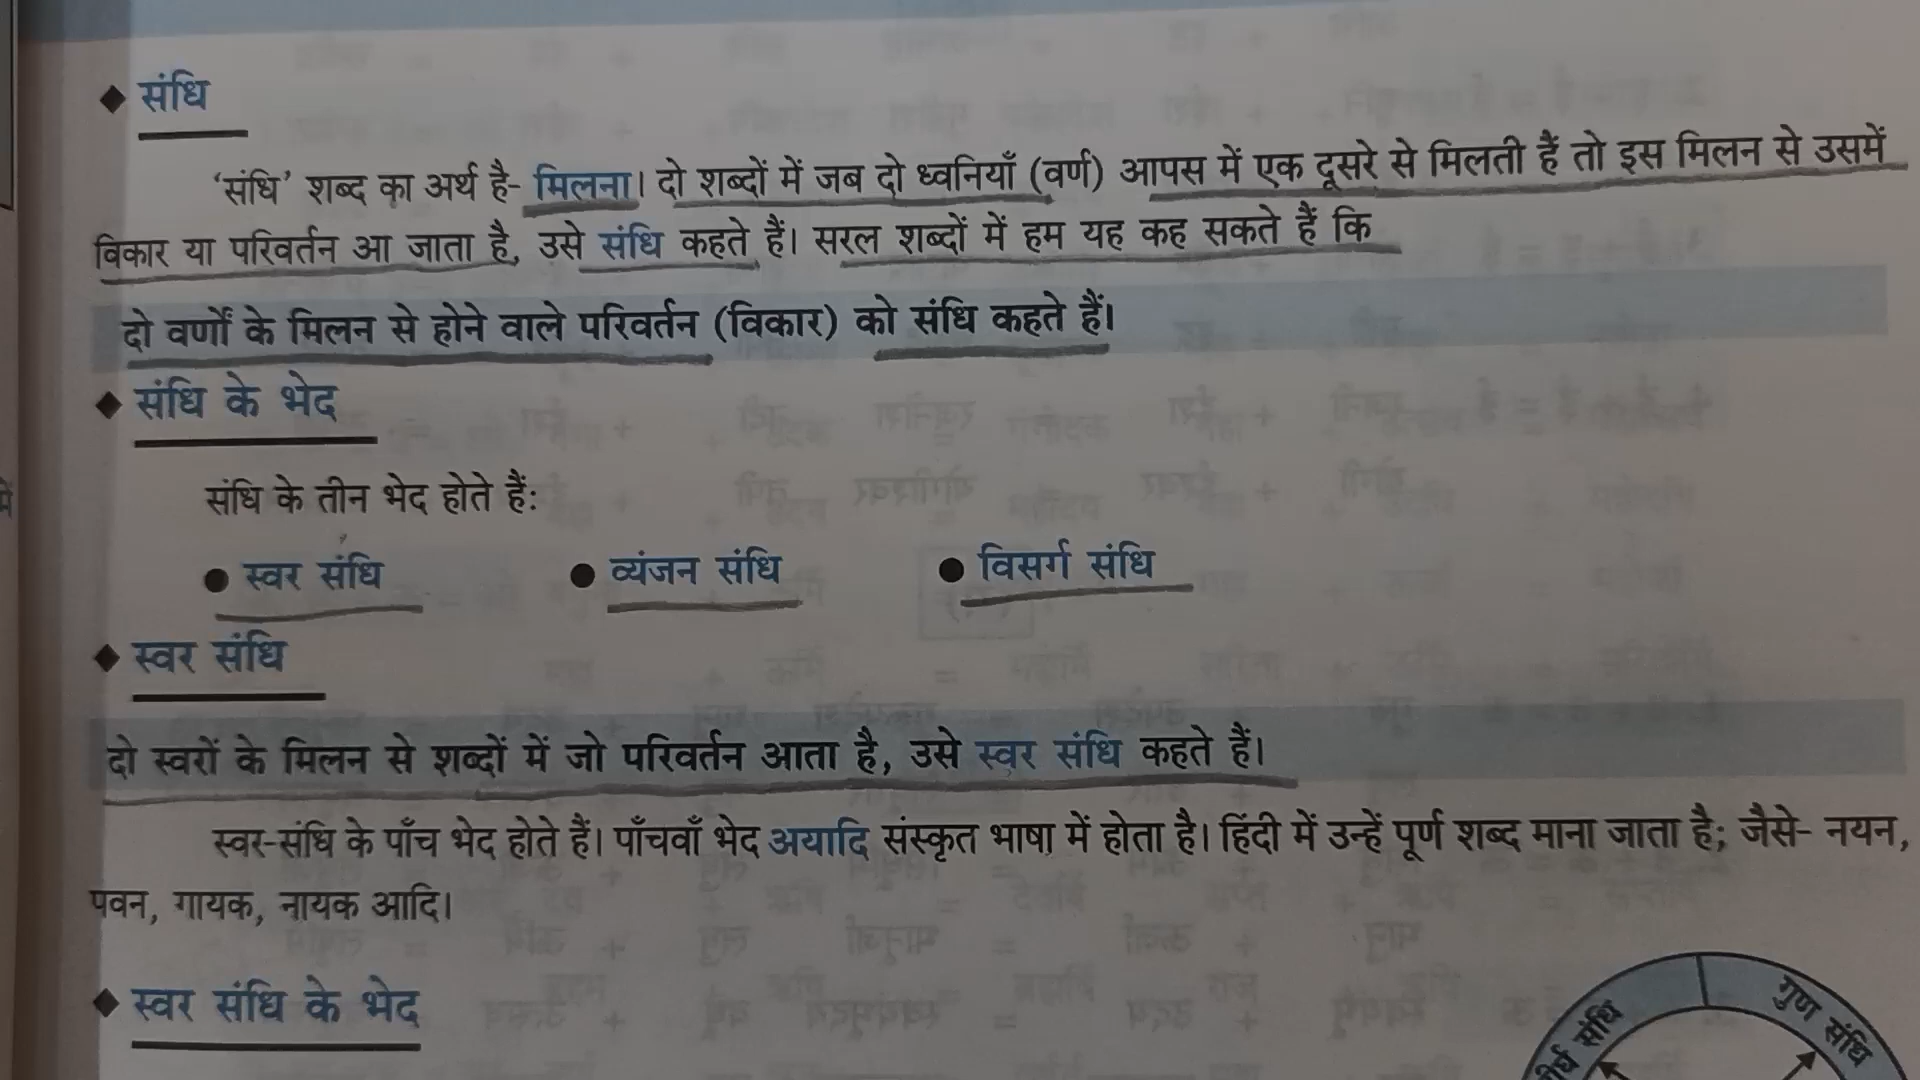 संधि
‘संधि’ शब्द का अर्थ है- मिलना। दो शब्दों में जब दो ध्वनियाँ (वर्ण) आपस में एक दूसरे से मिलती हैं तो इस मिलन से उसमें
विकार या परिवर्तन आ जाता है, उसे संधि कहते हैं। सरल शब्दों में हम यह कह सकते हैं कि
दो वर्णों के मिलन से होने वाले परिवर्तन (विकार) को संधि कहते हैं।
संधि के भेद
संधि के तीन भेद होते हैं:
स्वर संधि व्यंजन संधि विसर्ग संधि
स्वर संधि
दो स्वरों के मिलन से शब्दों में जो परिवर्तन आता है, उसे स्वर संधि कहते हैं।
स्वर-संधि के पाँच भेद होते हैं। पाँचवाँ भेद अयादि संस्कृत भाषा में होता है। हिंदी में उन्हें पूर्ण शब्द माना जाता है; जैसे- नयन,
पवन, गायक, नायक आदि।
स्वर संधि के भेद
संधि
गुण संधि